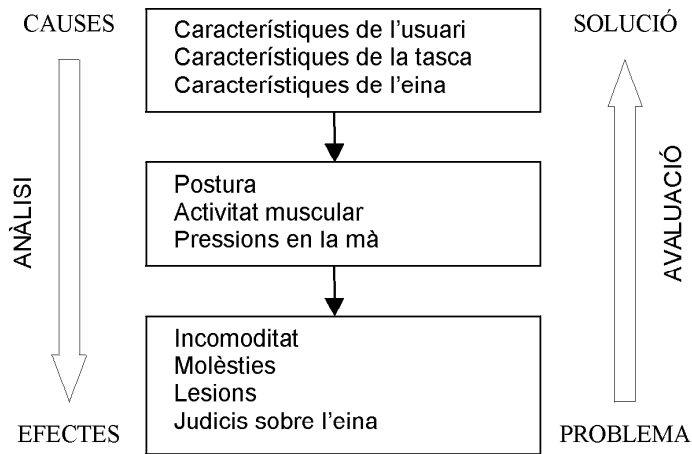 CAUSES
SOLUCIÓ
Característiques de l'usuari
Característiques de la tasca
Característiques de l'eina
ANÀLISI
AVALUACIÓ
Postura
Activitat muscular
Pressions en la mà
Incomoditat
Molèsties
Lesions
Judicis sobre l'eina
EFECTES
PROBLEMA